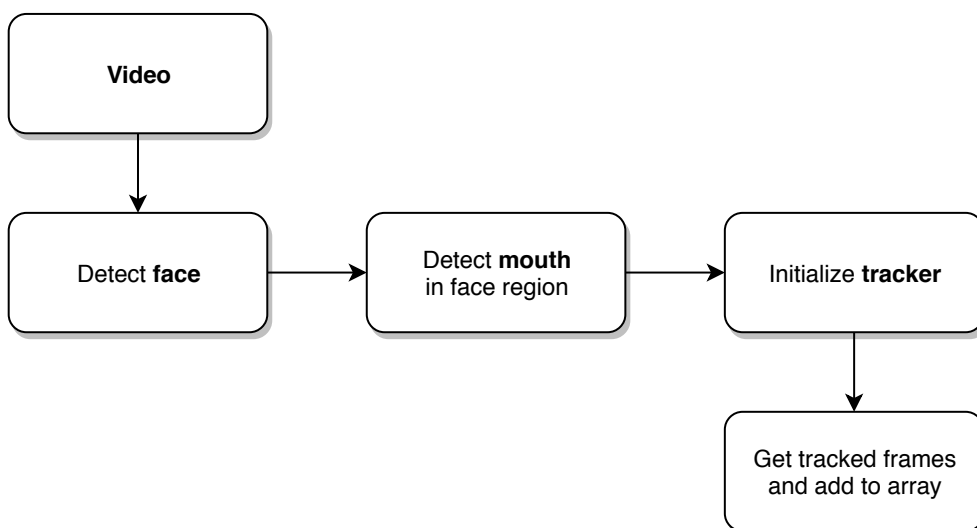 Video
Detect face
Detect mouth
in face region
Initialize tracker
Get tracked frames
and add to array